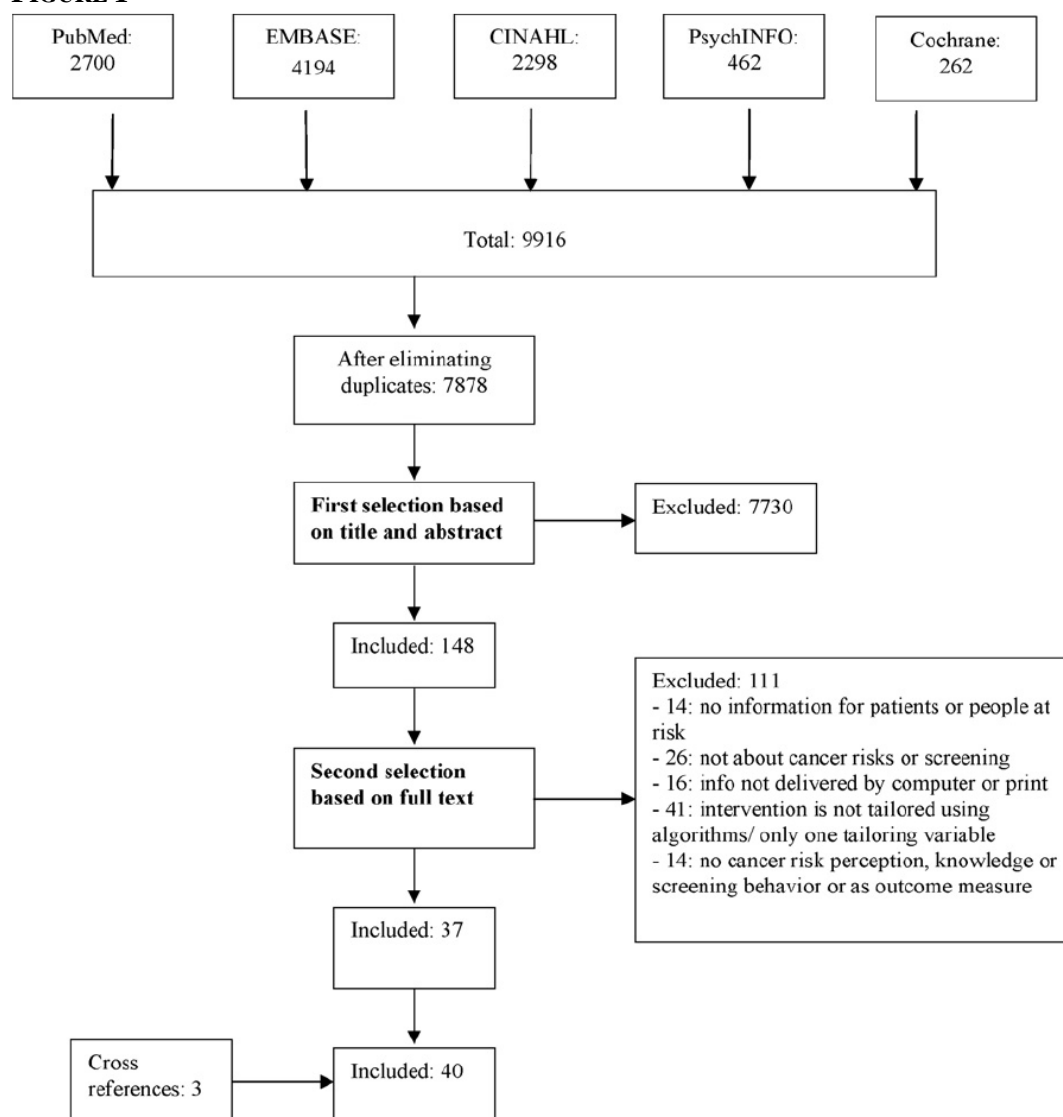 FIGURE 1
PubMed:
2700
EMBASE:
4194
CINAHL:
2298
PsychINFO:
462
Cochrane:
262
Total: 9916
After eliminating
duplicates: 7878
First selection based
on title and abstract
Excluded: 7730
Included: 148
Excluded: 111
- 14: no information for patients or people at
risk
- 26: not about cancer risks or screening
- 16: info not delivered by computer or print
- 41: intervention is not tailored using
algorithms/ only one tailoring variable
- 14: no cancer risk perception, knowledge or
screening behavior or as outcome measure
Second selection
based on full text
Included: 37
Cross
references: 3
Included: 40